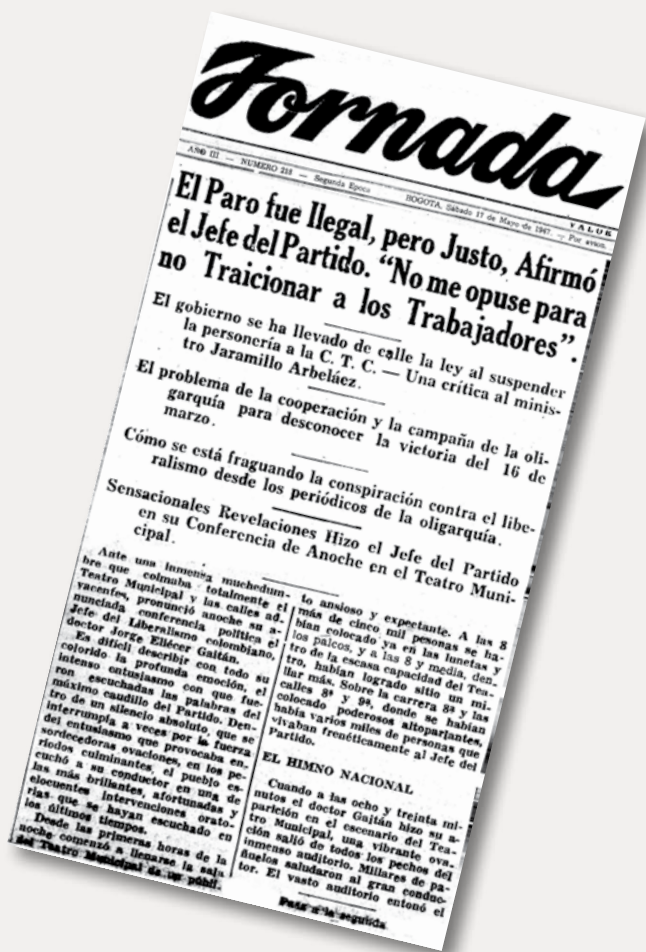 Jornada
AÑO III — NUMERO 218 — Segunda Epoca
BOGOTA, Sábado 17 de Mayo de 1947. — Por avion.
VALOR
El Paro fue Ilegal, pero Justo, Afirmó
el Jefe del Partido. “No me opuse para
no Traicionar a los Trabajadores”.
El gobierno se ha llevado de calle la ley al suspender
la personería a la C. T. C. — Una crítica al minis-
tro Jaramillo Arbeláez.
El problema de la cooperación y la campaña de la oli-
garquía para desconocer la victoria del 16 de
marzo.
Cómo se está fraguando la conspiración contra el libe-
ralismo desde los periódicos de la oligarquía.
Sensacionales Revelaciones Hizo el Jefe del Partido
en su Conferencia de Anoche en el Teatro Muni-
cipal.
Ante una inmensa muchedum-
bre que colmaba totalmente el
Teatro Municipal y las calles ad-
yacentes, pronunció anoche su a-
nunciada conferencia política el
Jefe del Liberalismo colombiano,
doctor Jorge Eliécer Gaitán.
Es difícil describir con todo su
colorido la profunda emoción, el
intenso entusiasmo con que fue-
ron escuchadas las palabras del
máximo caudillo del Partido. Den-
tro de un silencio absoluto, que se
interrumpía a veces por la fuerza
del entusiasmo que provocaba en-
sordecedoras ovaciones, en los pe-
ríodos culminantes, el pueblo es-
cuchó a su conductor en una de
las más brillantes, afortunadas y
elocuentes intervenciones orato-
rias que se hayan escuchado en
los últimos tiempos.
Desde las primeras horas de la
noche comenzó a llenarse la sala
del Teatro Municipal de un públi-
to ansioso y expectante. A las 8
más de cinco mil pesonas se ha-
bían colocado ya en las lunetas y
los palcos, y a las 8 y media, den-
tro de la escasa capacidad del Tea-
tro, habían logrado sitio un mi-
llar más. Sobre la carrera 8ª y las
calles 8ª y 9ª, donde se habían
colocado poderosos altoparlantes,
había varios miles de personas que
vivaban frenéticamente al Jefe del
Partido.
EL HIMNO NACIONAL
Cuando a las ocho y treinta mi-
nutos el doctor Gaitán hizo su a-
parición en el escenario del Tea-
tro Municipal, una vibrante ova-
ción salió de todos los pechos del
inmenso auditorio. Millares de pa-
ñuelos saludaron al gran conduc-
tor. El vasto auditorio entonó el
Pasa a la segunda